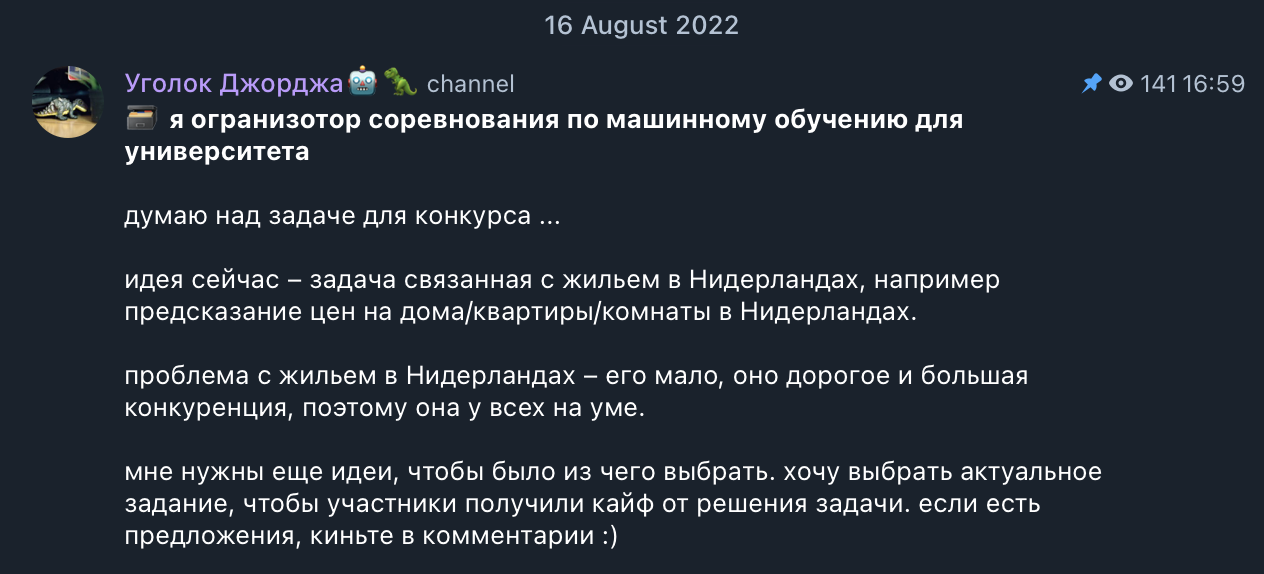 16 August 2022
Уголок Джорджа🤖🦖 channel 141 16:59
🗃 я огранизотор соревнования по машинному обучению для
университета
думаю над задаче для конкурса ...
идея сейчас – задача связанная с жильем в Нидерландах, например
предсказание цен на дома/квартиры/комнаты в Нидерландах.
проблема с жильем в Нидерландах – его мало, оно дорогое и большая
конкуренция, поэтому она у всех на уме.
мне нужны еще идеи, чтобы было из чего выбрать. хочу выбрать актуальное
задание, чтобы участники получили кайф от решения задачи. если есть
предложения, киньте в комментарии :)